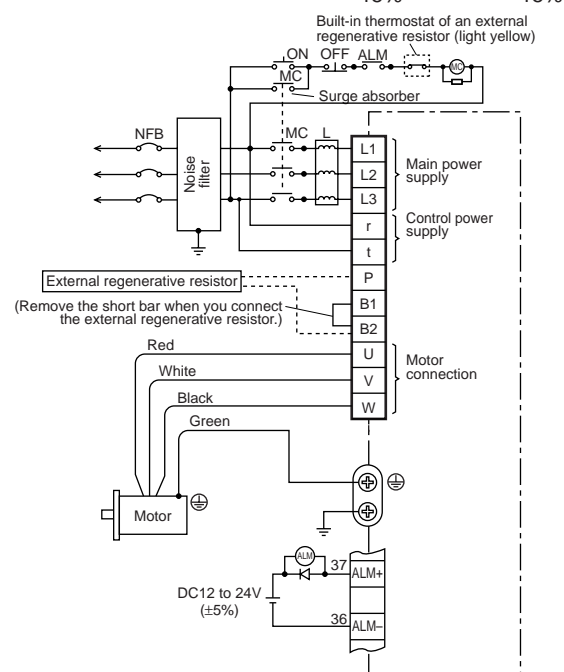 Built-in thermostat of an external
regenerative resistor (light yellow)
ON OFF ALM
MC
MC
Surge absorber
NFB
Noise
filter
MC L
L1
L2
L3
Main power
supply
r
t
Control power
supply
P
External regenerative resistor
B1
(Remove the short bar when you connect
the external regenerative resistor.)
B2
Red
U
White
V
Motor
connection
Black
W
Green
Motor
ALM
37 ALM+
DC12 to 24V
(±5%)
36 ALM–